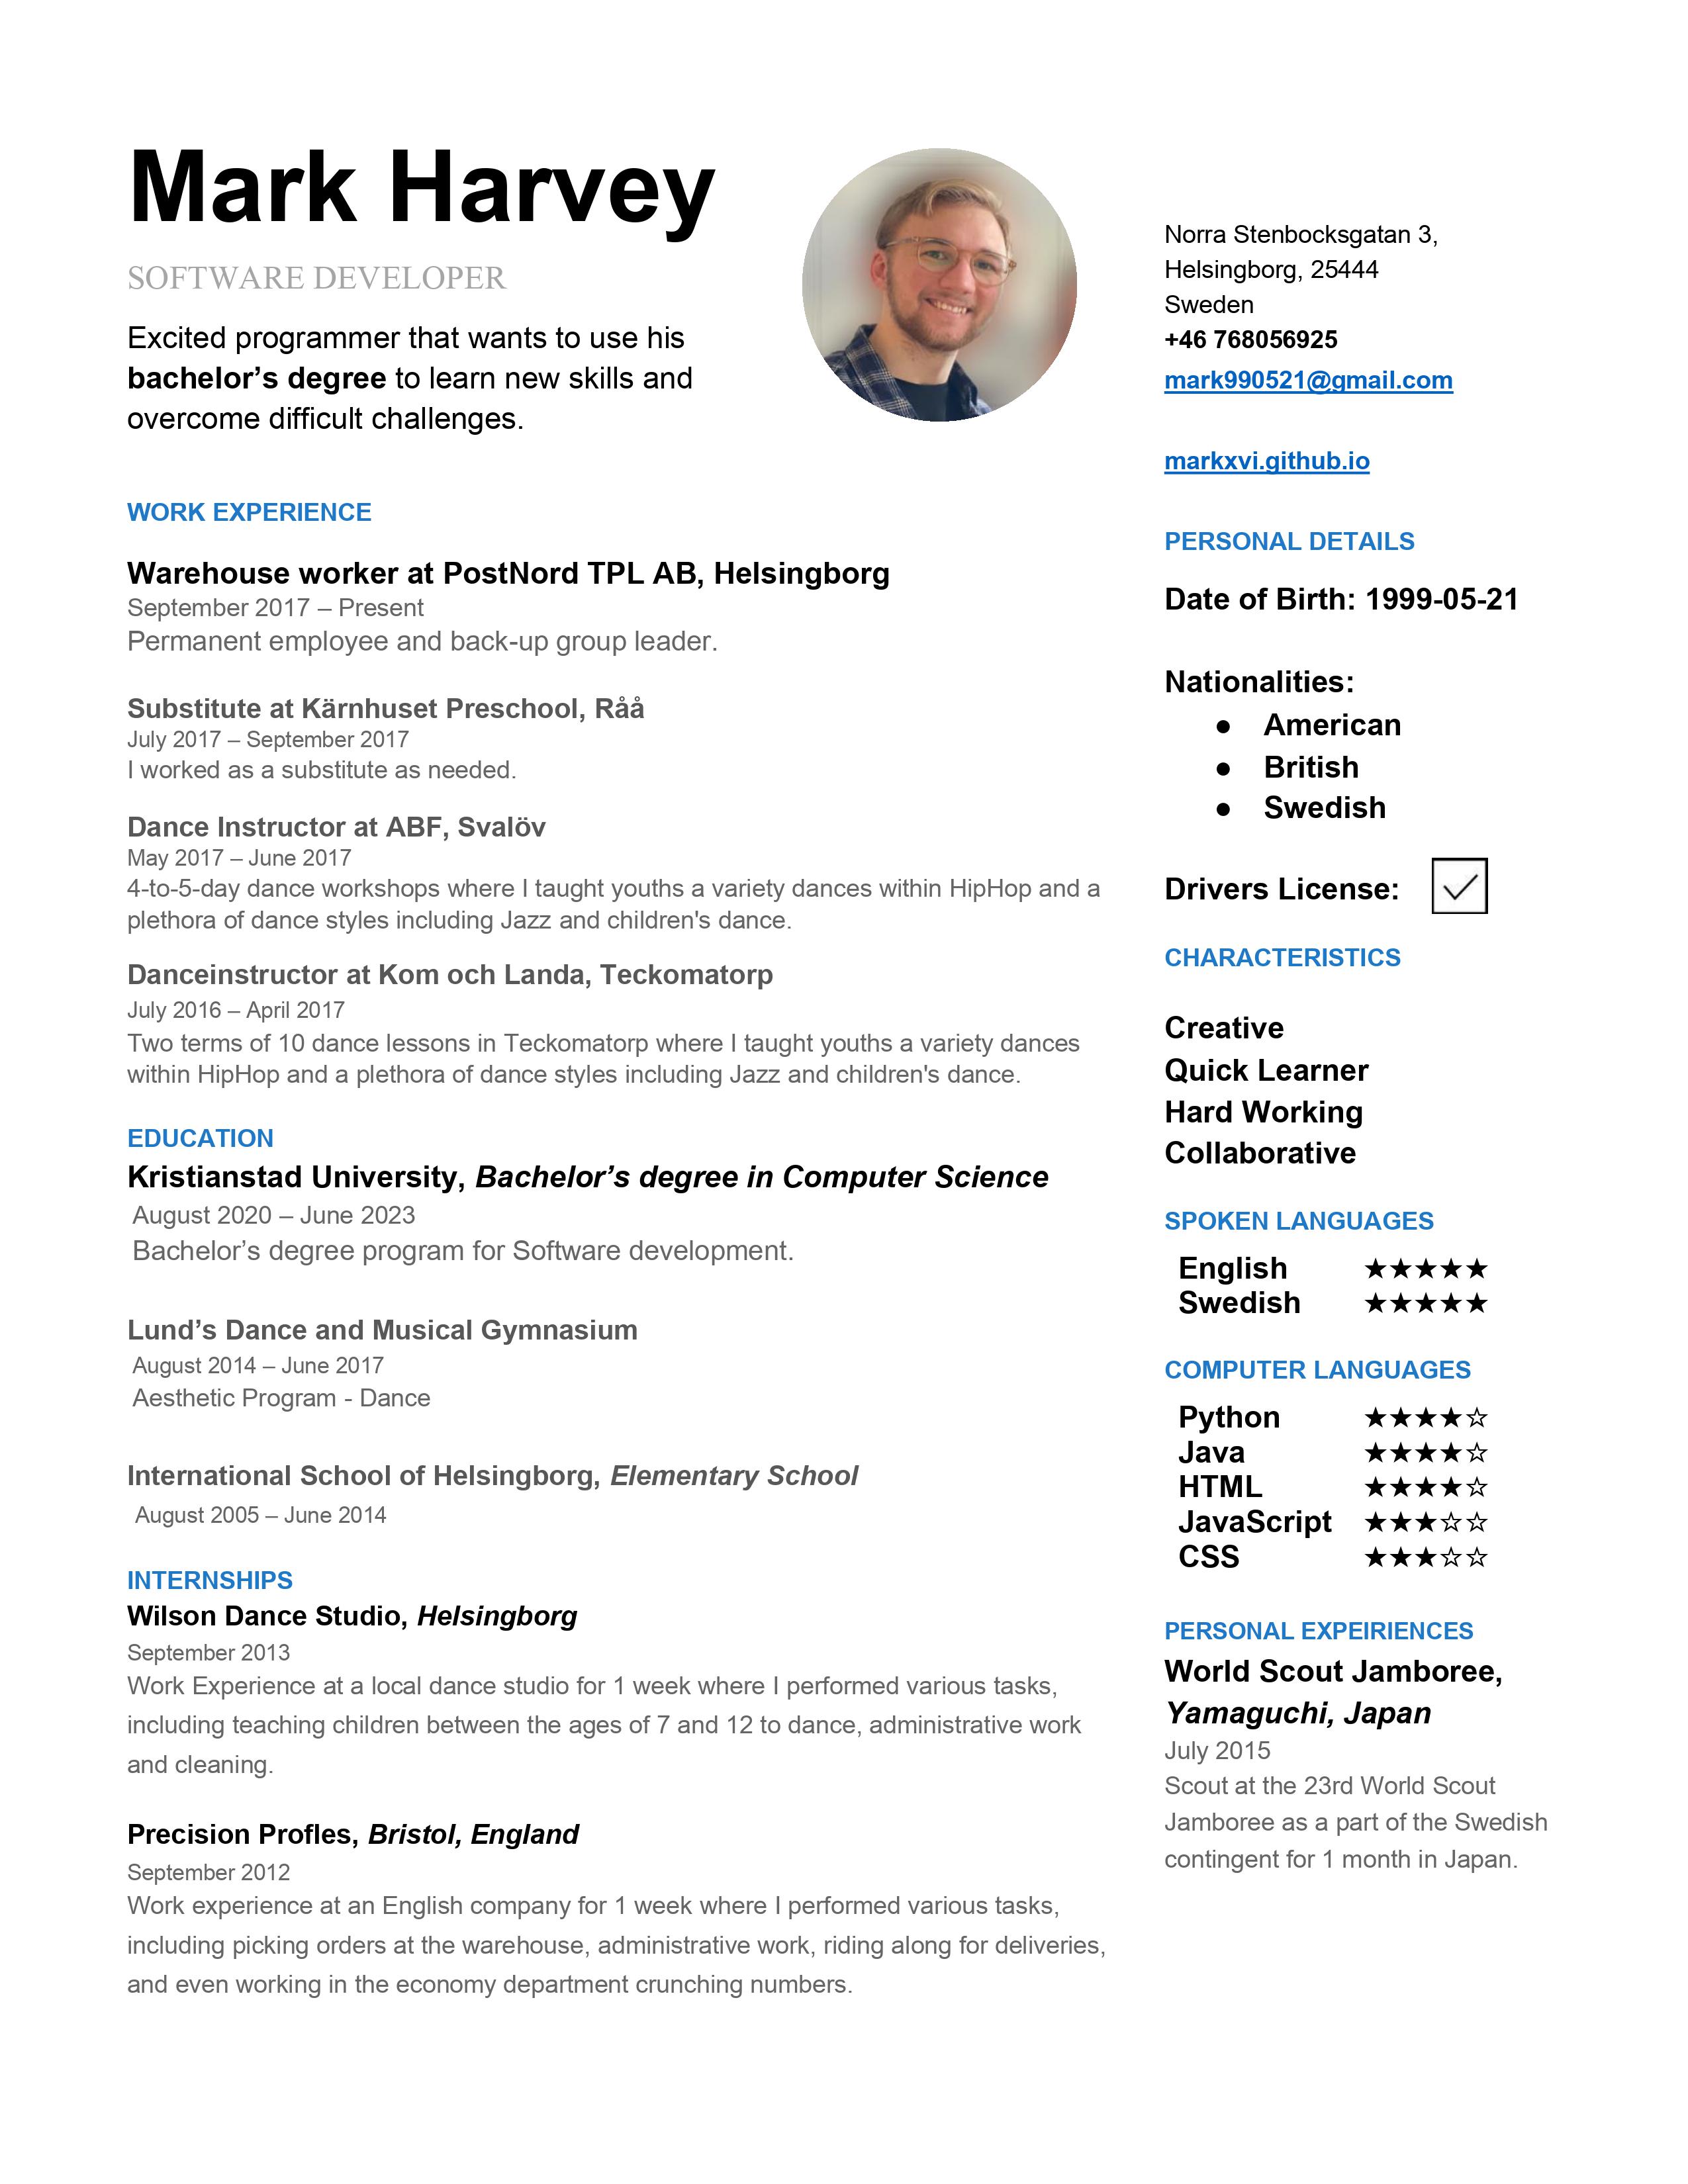 Mark Harvey
SOFTWARE DEVELOPER
Excited programmer that wants to use his
bachelor’s degree to learn new skills and
overcome difficult challenges.
Norra Stenbocksgatan 3,
Helsingborg, 25444
Sweden
+46 768056925
mark990521@gmail.com
markxvi.github.io
WORK EXPERIENCE
Warehouse worker at PostNord TPL AB, Helsingborg
September 2017 – Present
Permanent employee and back-up group leader.
Substitute at Kärnhuset Preschool, Råå
July 2017 – September 2017
I worked as a substitute as needed.
Dance Instructor at ABF, Svalöv
May 2017 – June 2017
4-to-5-day dance workshops where I taught youths a variety dances within HipHop and a
plethora of dance styles including Jazz and children's dance.
Danceinstructor at Kom och Landa, Teckomatorp
July 2016 – April 2017
Two terms of 10 dance lessons in Teckomatorp where I taught youths a variety dances
within HipHop and a plethora of dance styles including Jazz and children's dance.
EDUCATION
Kristianstad University, Bachelor’s degree in Computer Science
August 2020 – June 2023
Bachelor’s degree program for Software development.
Lund’s Dance and Musical Gymnasium
August 2014 – June 2017
Aesthetic Program - Dance
International School of Helsingborg, Elementary School
August 2005 – June 2014
INTERNSHIPS
Wilson Dance Studio, Helsingborg
September 2013
Work Experience at a local dance studio for 1 week where I performed various tasks,
including teaching children between the ages of 7 and 12 to dance, administrative work
and cleaning.
Precision Profles, Bristol, England
September 2012
Work experience at an English company for 1 week where I performed various tasks,
including picking orders at the warehouse, administrative work, riding along for deliveries,
and even working in the economy department crunching numbers.
PERSONAL DETAILS
Date of Birth: 1999-05-21
Nationalities:
● American
● British
● Swedish
Drivers License: ✓
CHARACTERISTICS
Creative
Quick Learner
Hard Working
Collaborative
SPOKEN LANGUAGES
English ★★★★★
Swedish ★★★★★
COMPUTER LANGUAGES
Python ★★★★☆
Java ★★★★☆
HTML ★★★★☆
JavaScript ★★★☆☆
CSS ★★★☆☆
PERSONAL EXPEIRIENCES
World Scout Jamboree,
Yamaguchi, Japan
July 2015
Scout at the 23rd World Scout
Jamboree as a part of the Swedish
contingent for 1 month in Japan.